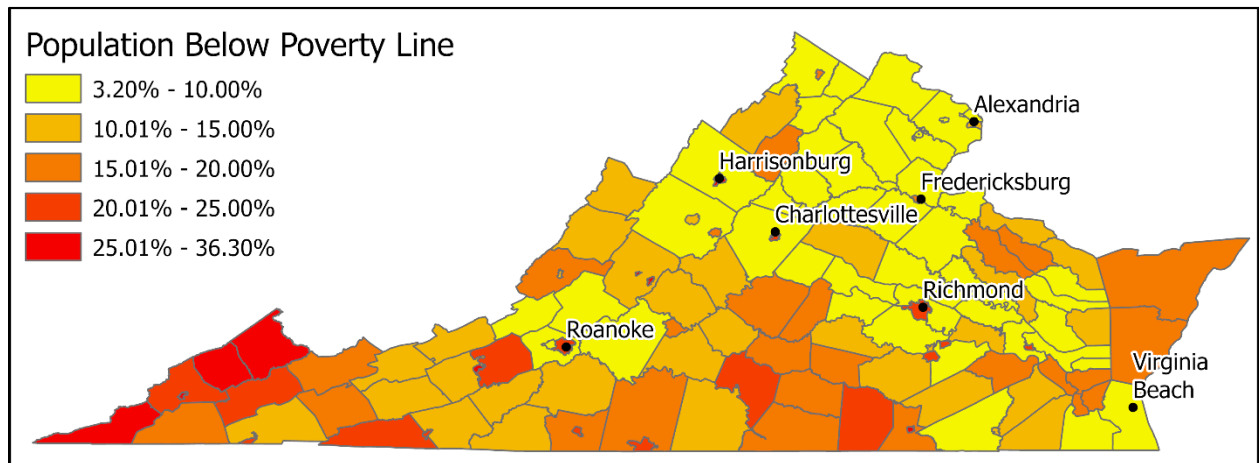 Population Below Poverty Line
3.20% - 10.00%
10.01% - 15.00%
15.01% - 20.00%
20.01% - 25.00%
25.01% - 36.30%
Alexandria
Harrisonburg
Fredericksburg
Charlottesville
Richmond
Roanoke
Virginia
Beach